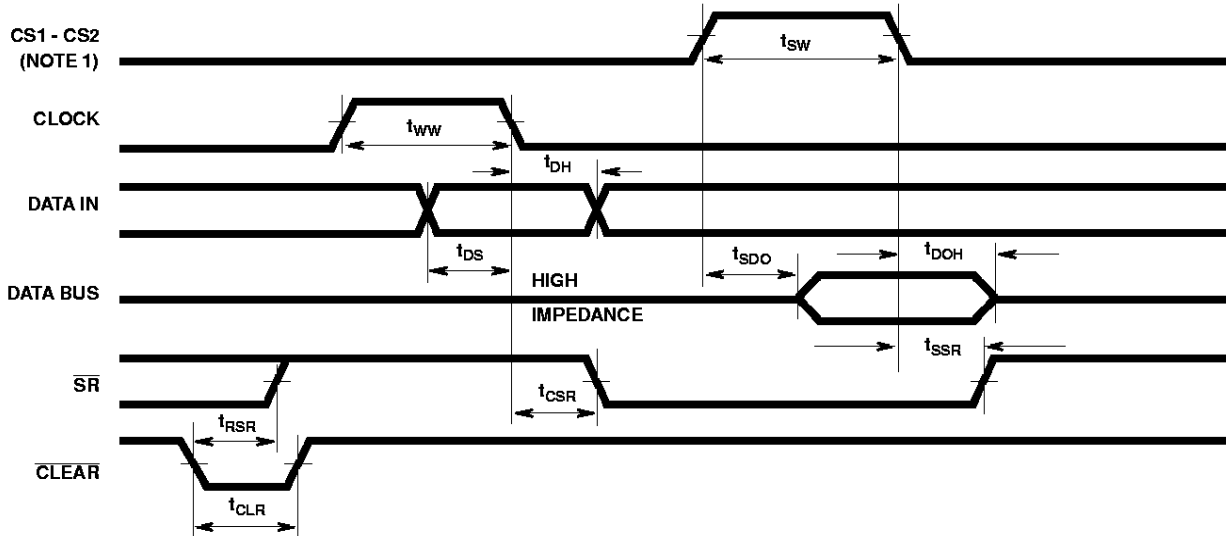 CS1 - CS2
(NOTE 1)
tSW
CLOCK
tWW
tDH
DATA IN
tDS
tSDO
tDOH
DATA BUS
HIGH
IMPEDANCE
tSSR
SR
tCSR
tRSR
CLEAR
tCLR